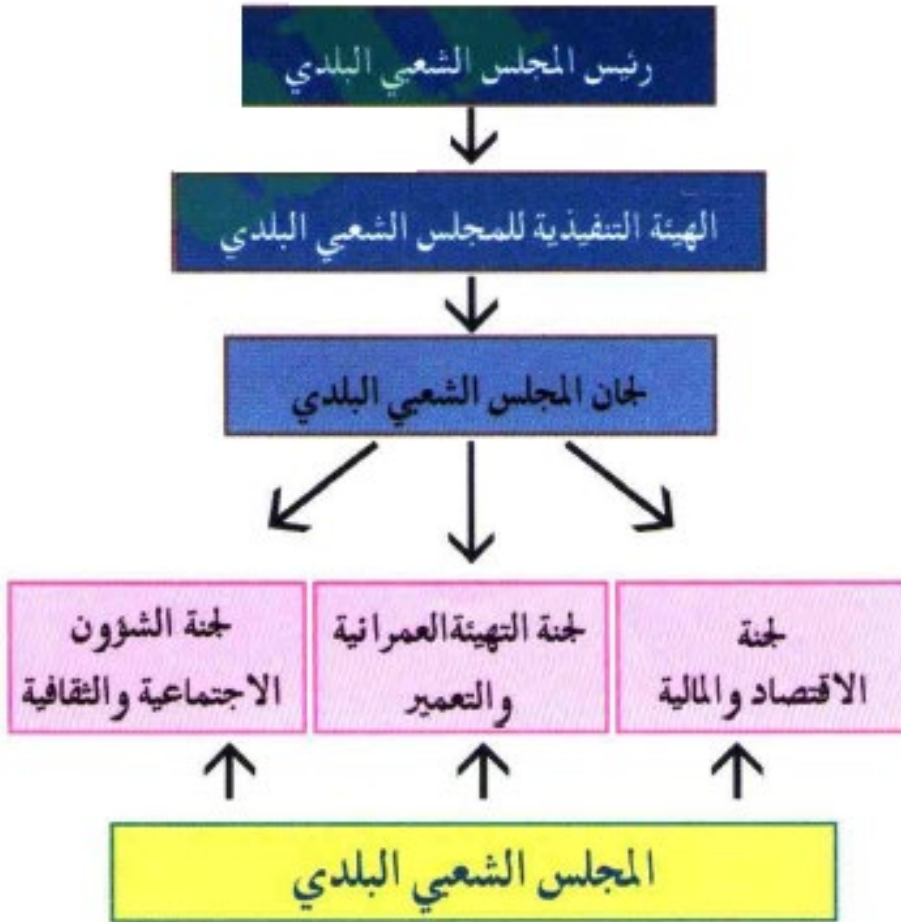 رئيس المجلس الشعبي البلدي
الهيئة التنفيذية للمجلس الشعبي البلدي
لجان المجلس الشعبي البلدي
لجنة
الاقتصاد والمالية
لجنة التهيئة العمرانية
والتعمير
لجنة الشؤون
الاجتماعية والثقافية
المجلس الشعبي البلدي